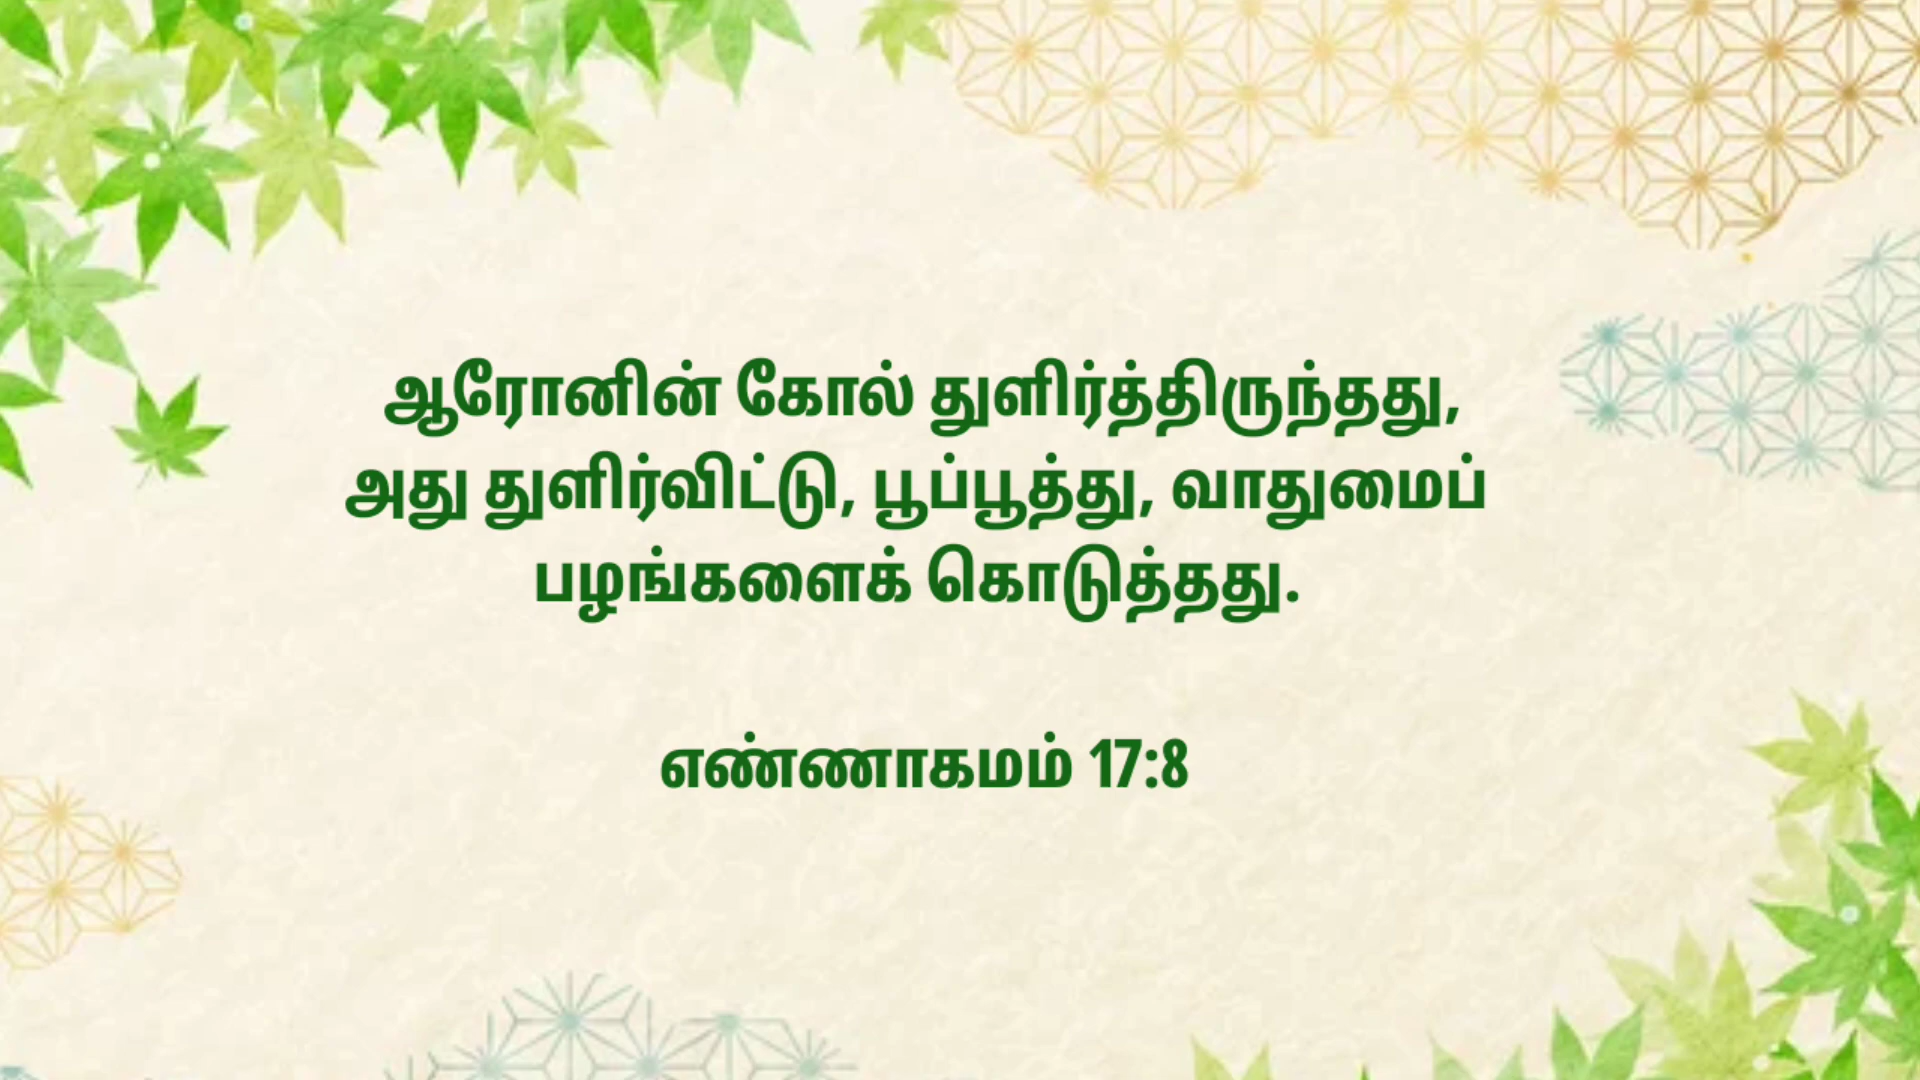 ஆரோனின் கோல் துளிர்த்திருந்தது,
அது துளிர்விட்டு, பூப்பூத்து, வாதுமைப்
பழங்களைக் கொடுத்தது.
எண்ணாகமம் 17:8